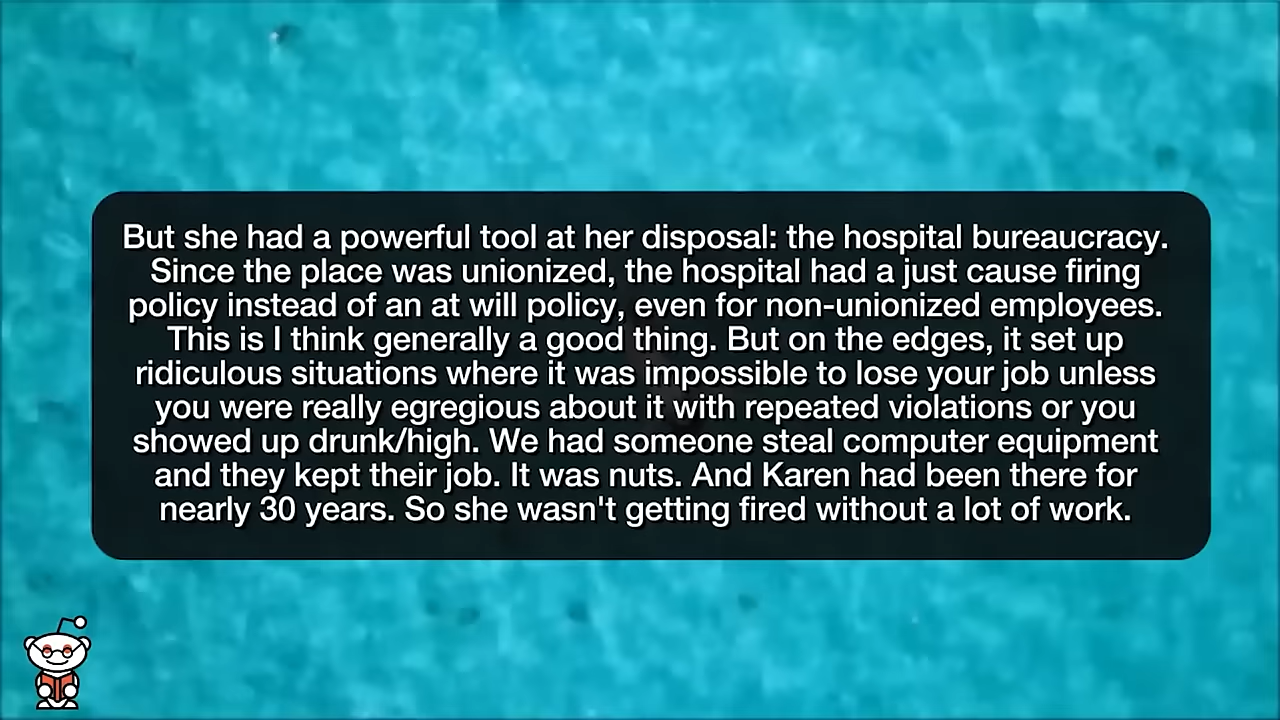 But she had a powerful tool at her disposal: the hospital bureaucracy.
Since the place was unionized, the hospital had a just cause firing
policy instead of an at will policy, even for non-unionized employees.
This is I think generally a good thing. But on the edges, it set up
ridiculous situations where it was impossible to lose your job unless
you were really egregious about it with repeated violations or you
showed up drunk/high. We had someone steal computer equipment
and they kept their job. It was nuts. And Karen had been there for
nearly 30 years. So she wasn't getting fired without a lot of work.